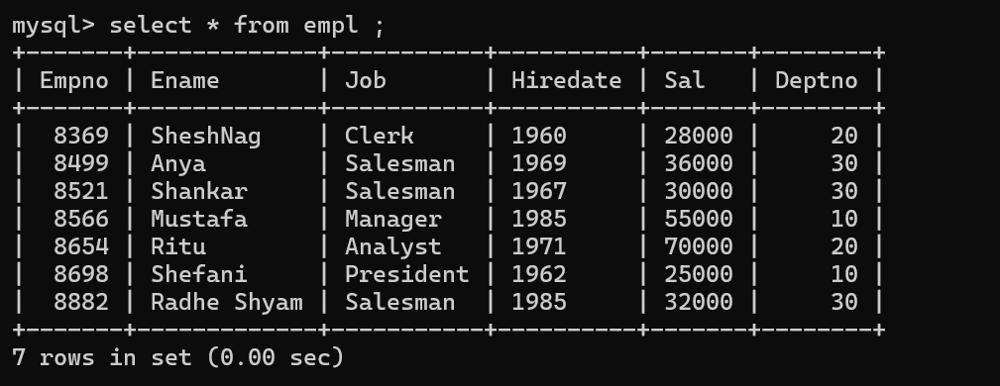 mysql> select * from empl ;
+-------+-------------+-----------+----------+-------+--------+
| Empno | Ename       | Job       | Hiredate | Sal   | Deptno |
+-------+-------------+-----------+----------+-------+--------+
|  8369 | SheshNag    | Clerk     | 1960     | 28000 |     20 |
|  8499 | Anya        | Salesman  | 1969     | 36000 |     30 |
|  8521 | Shankar     | Salesman  | 1967     | 30000 |     30 |
|  8566 | Mustafa     | Manager   | 1985     | 55000 |     10 |
|  8654 | Ritu        | Analyst   | 1971     | 70000 |     20 |
|  8698 | Shefani     | President | 1962     | 25000 |     10 |
|  8882 | Radhe Shyam | Salesman  | 1985     | 32000 |     30 |
+-------+-------------+-----------+----------+-------+--------+
7 rows in set (0.00 sec)